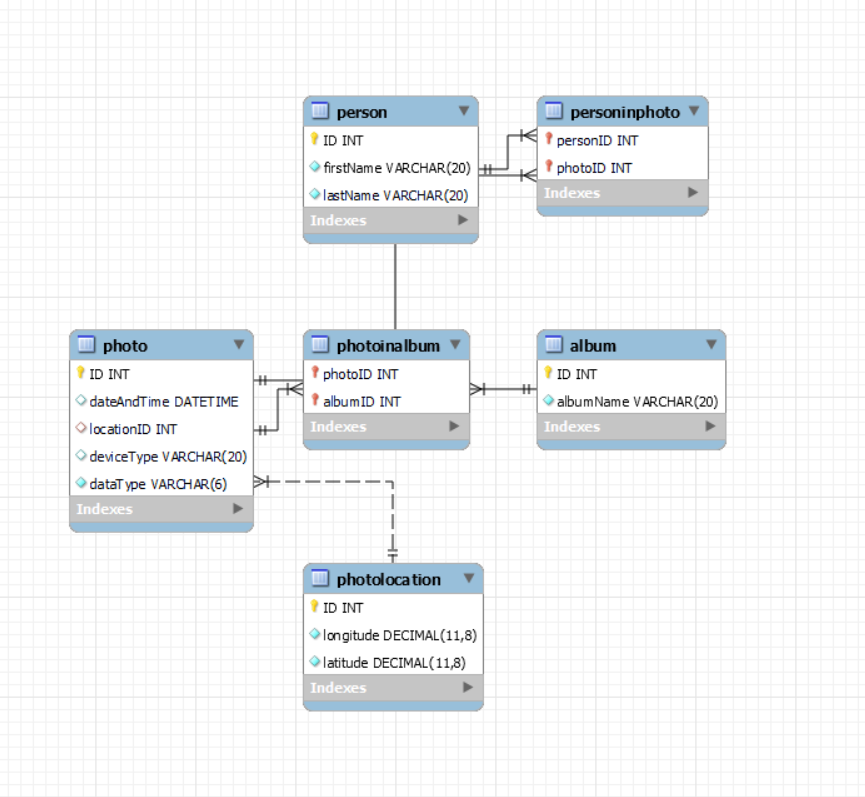 person
ID INT
firstName VARCHAR(20)
lastName VARCHAR(20)
Indexes
personinphoto
personID INT
photoID INT
Indexes
photo
ID INT
dateAndTime DATETIME
locationID INT
deviceType VARCHAR(20)
dataType VARCHAR(6)
Indexes
photoinalbum
photoID INT
albumID INT
Indexes
album
ID INT
albumName VARCHAR(20)
Indexes
photolocation
ID INT
longitude DECIMAL(11,8)
latitude DECIMAL(11,8)
Indexes